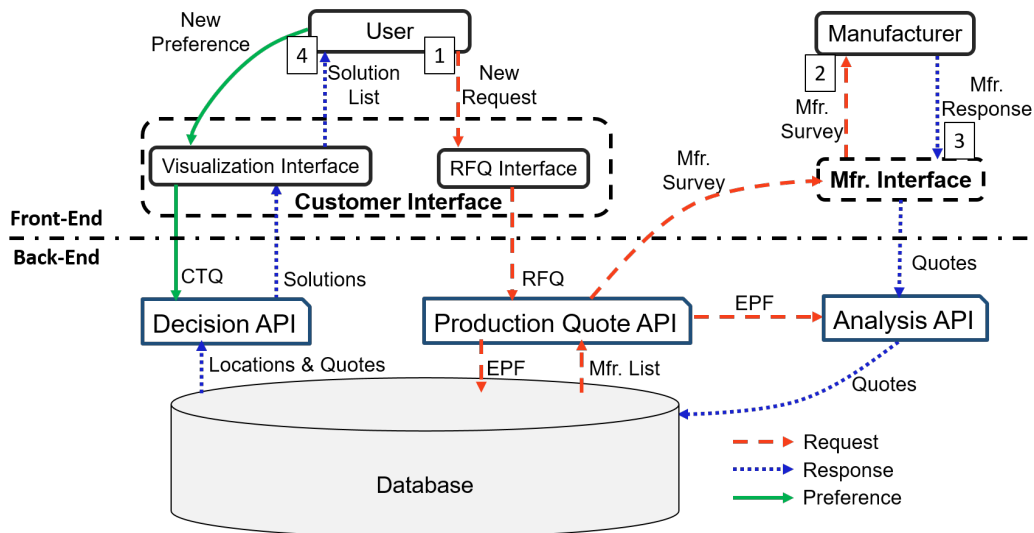 New
Preference
User
4
1
Solution
List
New
Request
Manufacturer
2
Mfr.
Survey
Mfr.
Response
3
Visualization Interface
RFQ Interface
Customer Interface
Mfr.
Survey
Mfr. Interface
Front-End
Back-End
CTQ
Solutions
RFQ
Quotes
Decision API
Production Quote API
EPF
Analysis API
Locations & Quotes
EPF
Mfr. List
Quotes
Database
Request
Response
Preference